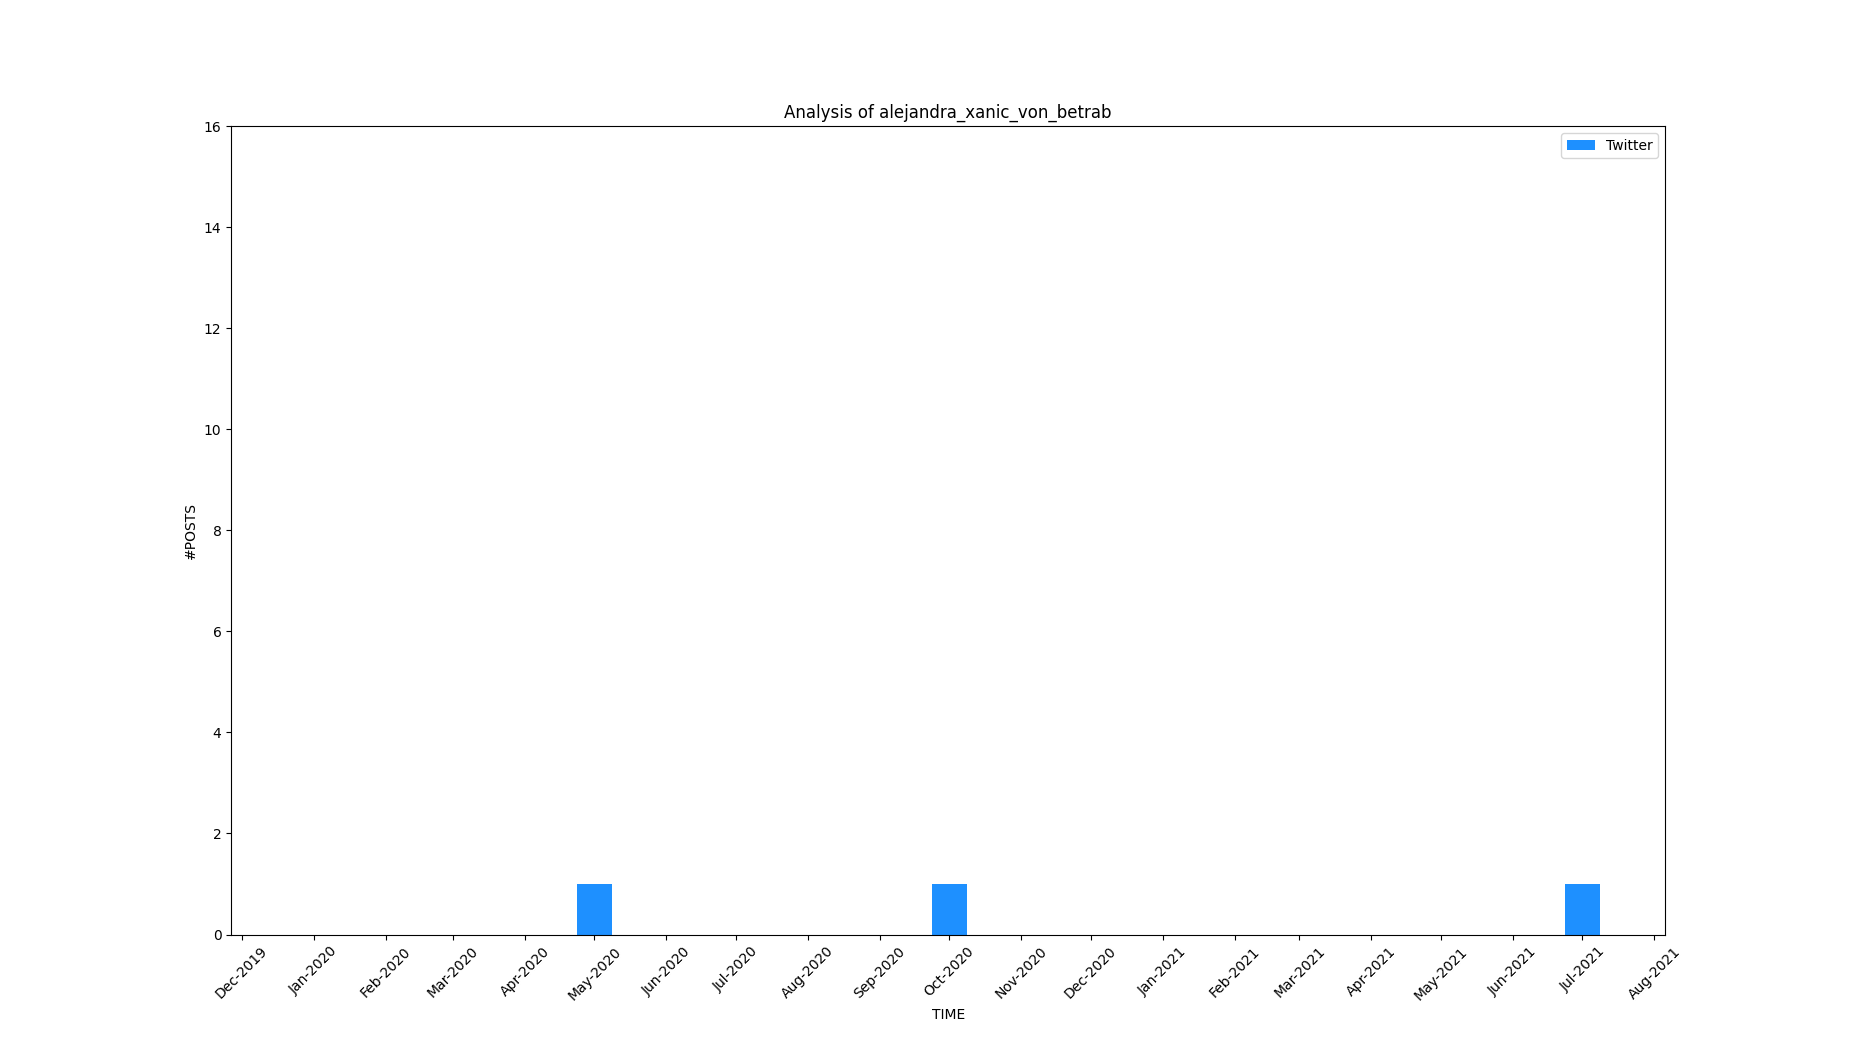 Analysis of alejandra_xanic_von_betrab
Twitter
16
14
12
10
8
6
4
2
0
#POSTS
Dec-2019
Jan-2020
Feb-2020
Mar-2020
Apr-2020
May-2020
Jun-2020
Jul-2020
Aug-2020
Sep-2020
Oct-2020
Nov-2020
Dec-2020
Jan-2021
Feb-2021
Mar-2021
Apr-2021
May-2021
Jun-2021
Jul-2021
Aug-2021
TIME